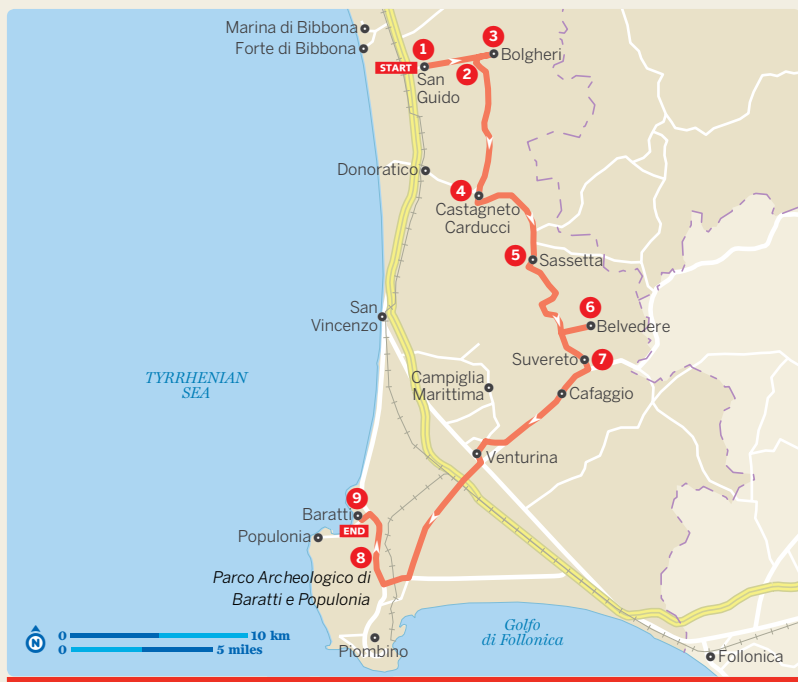 Marina di Bibbona
Forte di Bibbona
1
3
Bolgheri
START
2
San
Guido
Donoratico
4
Castagneto
Carducci
5
Sassetta
San
Vincenzo
6
Belvedere
TYRRHENIAN
SEA
Suvereto
7
Campiglia
Marittima
Cafaggio
Venturina
9
Baratti
END
Populonia
8
Parco Archeologico di
Baratti e Populonia
Golfo
di Follonica
N
0 10 km
0 5 miles
Piombino
Follonica